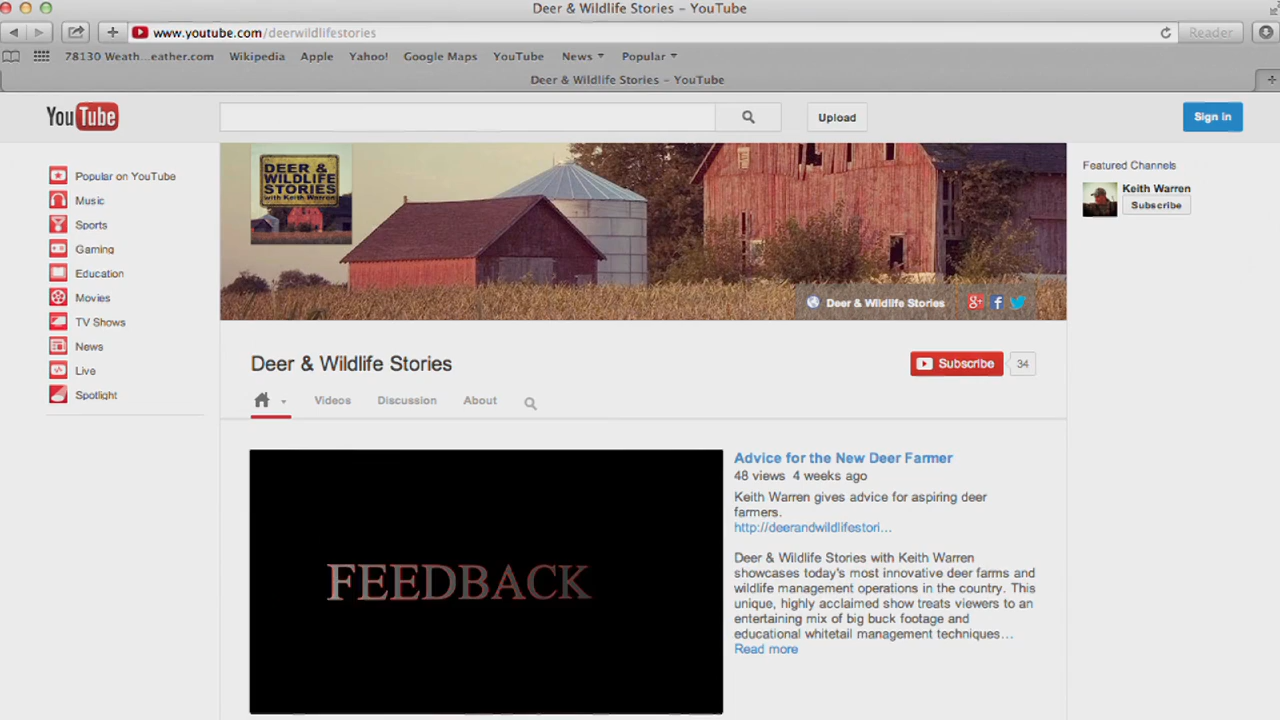 Deer & Wildlife Stories – YouTube
www.youtube.com/deerwildlifestories
Reader
78130 Weath...eather.com Wikipedia Apple Yahoo! Google Maps YouTube News Popular
Deer & Wildlife Stories – YouTube
YouTube
Upload
Sign in
Popular on YouTube
Music
Sports
Gaming
Education
Movies
TV Shows
News
Live
Spotlight
DEER &
WILDLIFE
STORIES
with Keith Warren
Deer & Wildlife Stories
Featured Channels
Keith Warren
Subscribe
Deer & Wildlife Stories
Subscribe 34
Videos Discussion About
FEEDBACK
Advice for the New Deer Farmer
48 views 4 weeks ago
Keith Warren gives advice for aspiring deer
farmers.
http://deerandwildlifestori...
Deer & Wildlife Stories with Keith Warren
showcases today's most innovative deer farms and
wildlife management operations in the country. This
unique, highly acclaimed show treats viewers to an
entertaining mix of big buck footage and
educational whitetail management techniques...
Read more